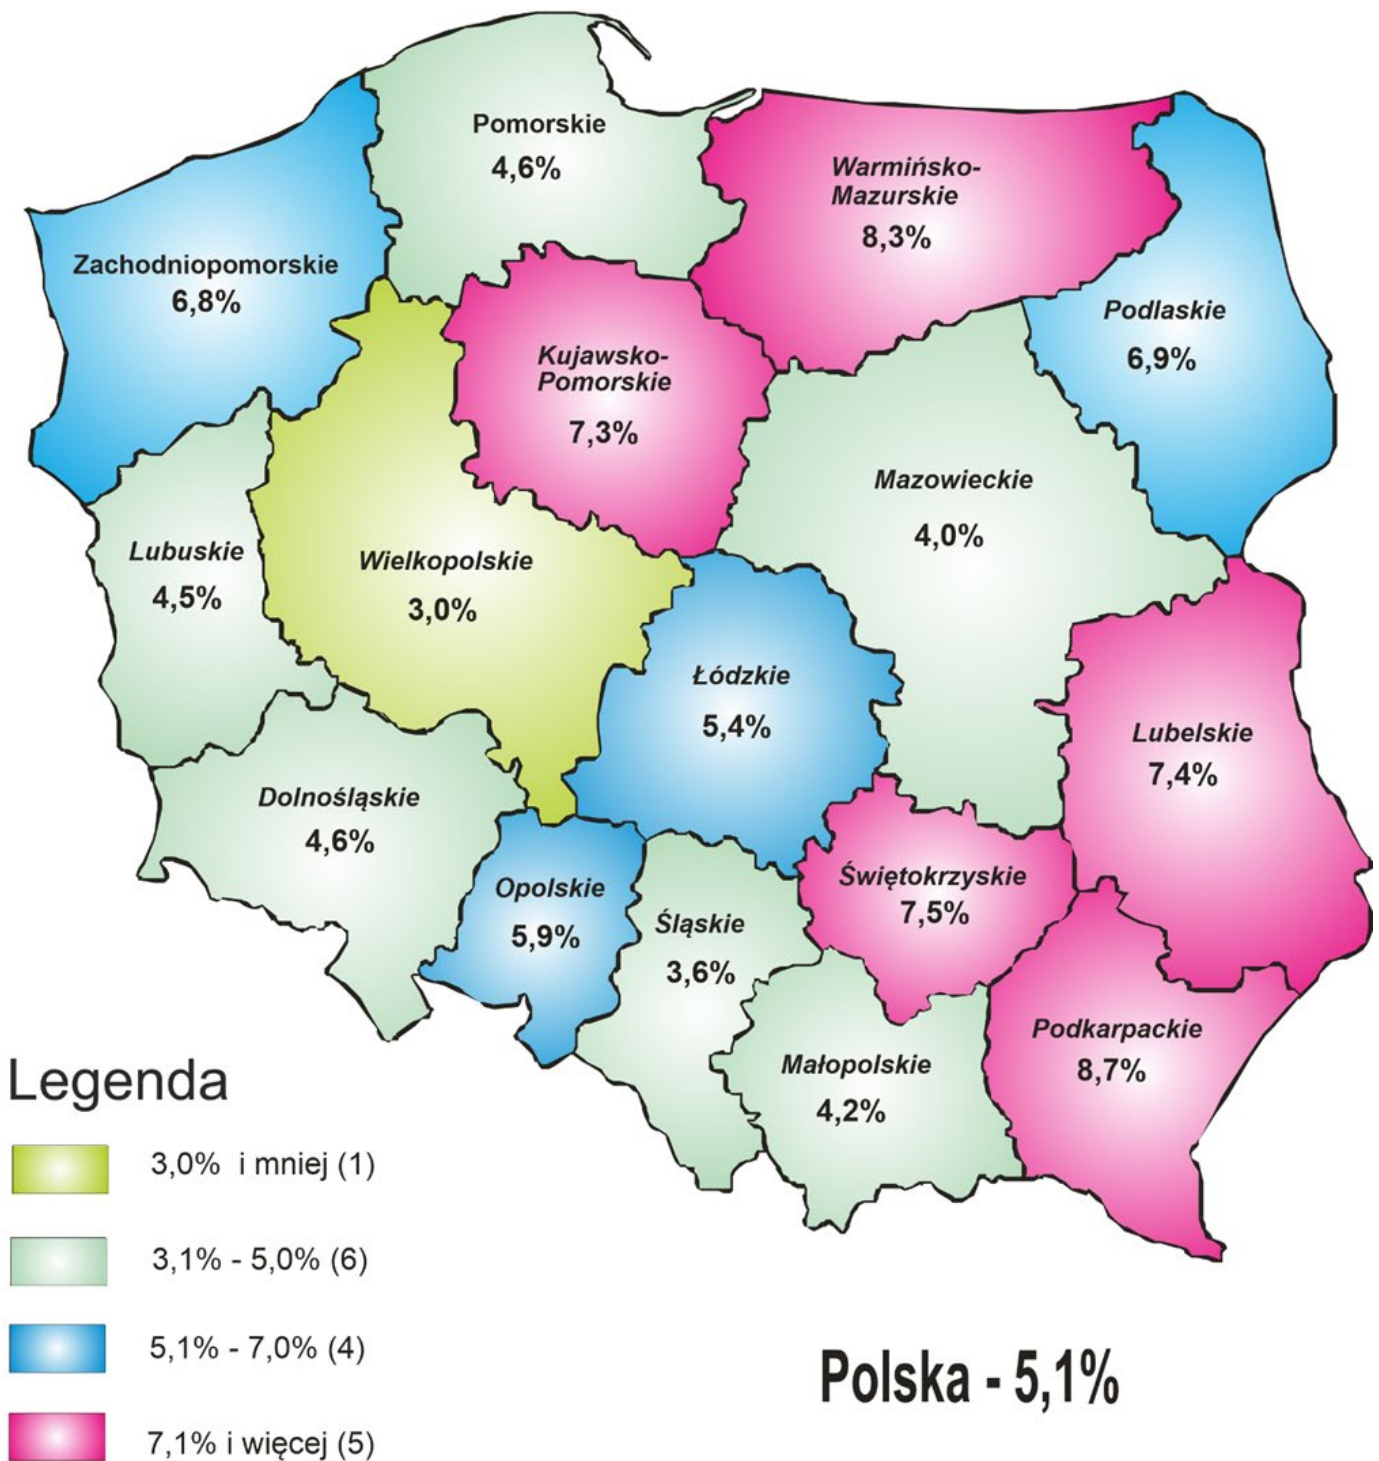 Pomorskie
4,6%
Warmińsko-
Mazurskie
8,3%
Zachodniopomorskie
6,8%
Podlaskie
6,9%
Kujawsko-
Pomorskie
7,3%
Mazowieckie
4,0%
Lubuskie
4,5%
Wielkopolskie
3,0%
Łódzkie
5,4%
Lubelskie
7,4%
Dolnośląskie
4,6%
Opolskie
5,9%
Śląskie
3,6%
Świętokrzyskie
7,5%
Podkarpackie
8,7%
Małopolskie
4,2%
Legenda
3,0% i mniej (1)
3,1% - 5,0% (6)
5,1% - 7,0% (4)
7,1% i więcej (5)
Polska - 5,1%